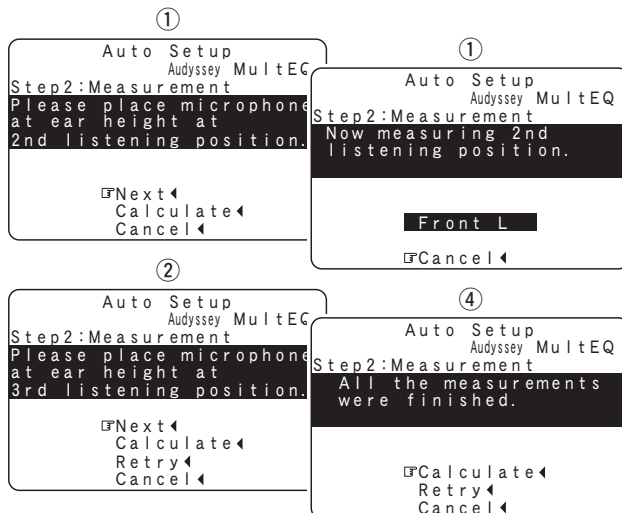 ①
Auto Setup
Audyssey MultEQ
Step2:Measurement
Please place microphone
at ear height at
2nd listening position.
☞Next◀
Calculate◀
Cancel◀
①
Auto Setup
Audyssey MultEQ
Step2:Measurement
Now measuring 2nd
listening position.
Front L
☞Cancel◀
②
Auto Setup
Audyssey MultEQ
Step2:Measurement
Please place microphone
at ear height at
3rd listening position.
☞Next◀
Calculate◀
Retry◀
Cancel◀
④
Auto Setup
Audyssey MultEQ
Step2:Measurement
All the measurements
were finished.
☞Calculate◀
Retry◀
Cancel◀